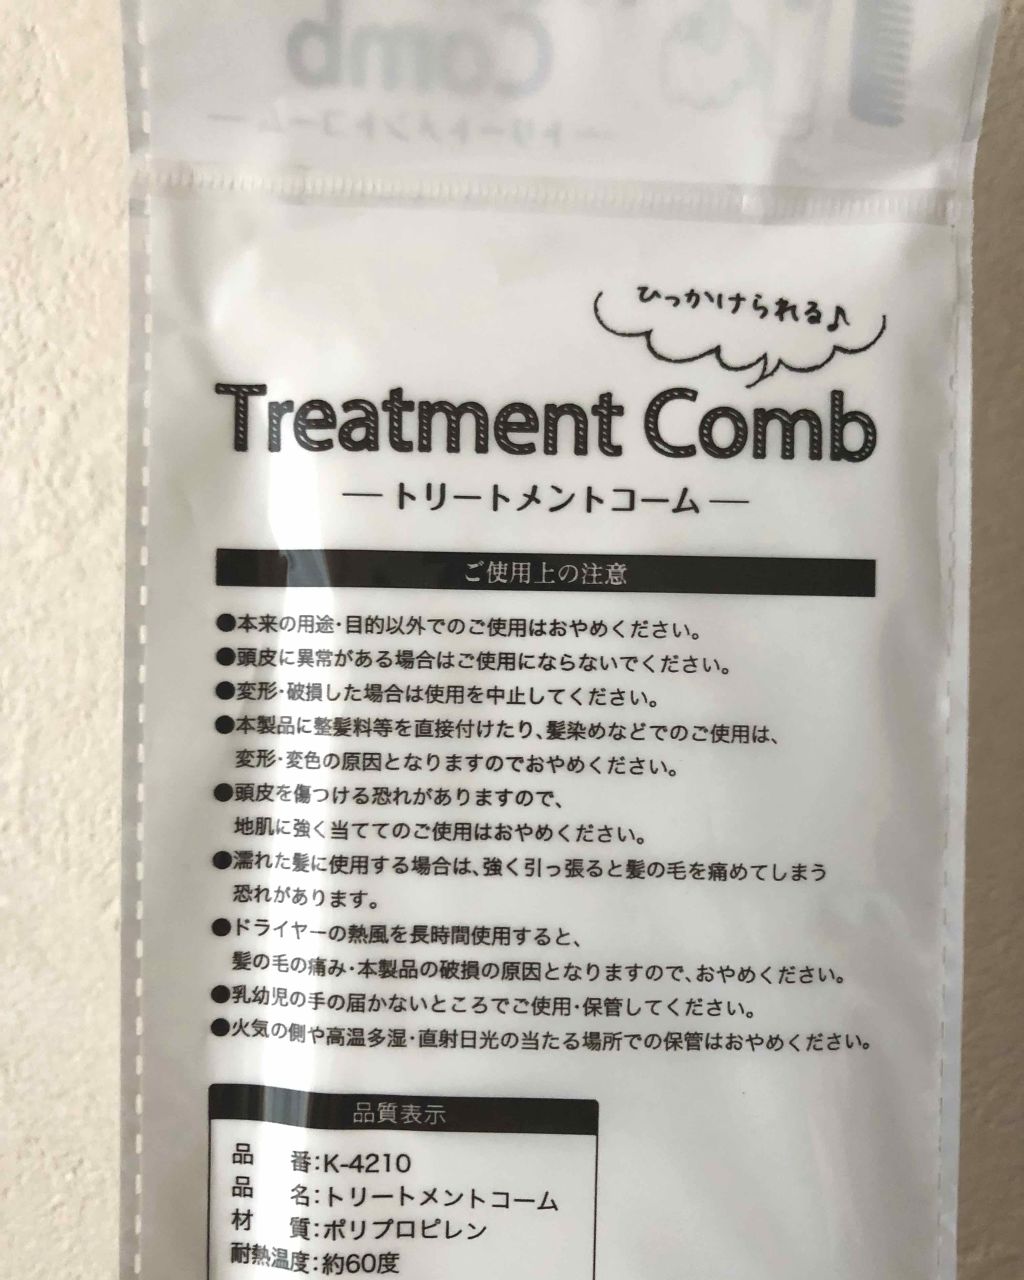 Comb
トリートメントコーム
ひっかけられる♪
Treatment Comb
トリートメントコーム
ご使用上の注意
●本来の用途・目的以外でのご使用はおやめください。
●頭皮に異常がある場合はご使用にならないでください。
●変形・破損した場合は使用を中止してください。
●本製品に整髪料等を直接付けたり、髪染めなどでのご使用は、
変形・変色の原因となりますのでおやめください。
●頭皮を傷つける恐れがありますので、
地肌に強く当ててのご使用はおやめください。
●濡れた髪に使用する場合は、強く引っ張ると髪の毛を痛めてしまう
恐れがあります。
●ドライヤーの熱風を長時間使用すると、
髪の毛の痛み・本製品の破損の原因となりますので、おやめください。
●乳幼児の手の届かないところでご使用・保管してください。
●火気の側や高温多湿・直射日光の当たる場所での保管はおやめください。
品質表示
品 番:K-4210
品 名:トリートメントコーム
材 質:ポリプロピレン
耐熱温度:約60度